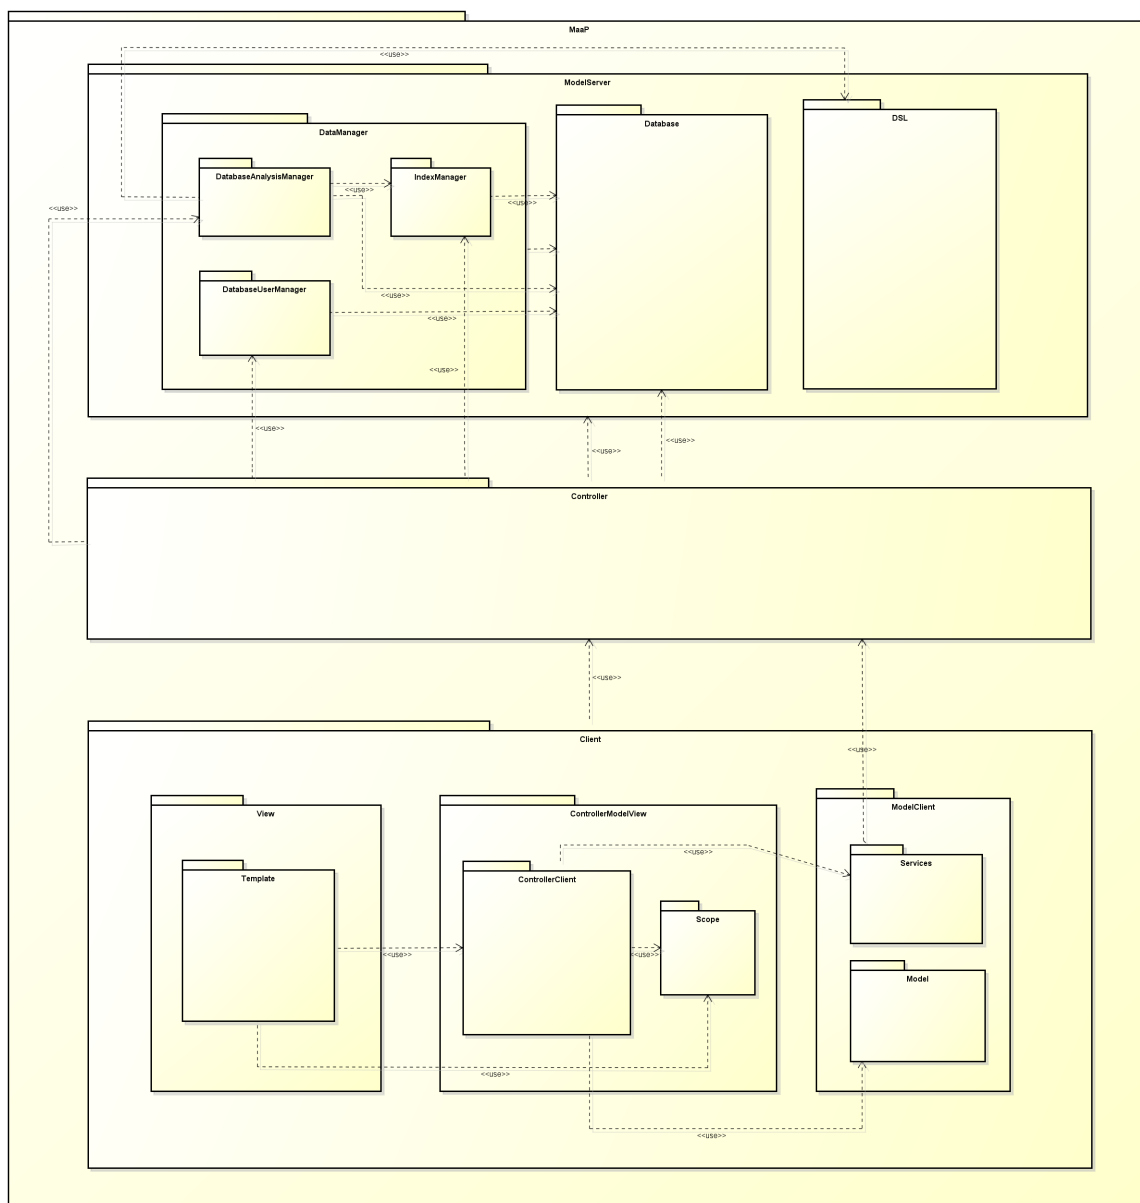 MaaP
<<use>>
ModelServer
DataManager
Database
DSL
DatabaseAnalysisManager
IndexManager
<<use>>
<<use>>
<<use>>
DatabaseUserManager
<<use>>
<<use>>
<<use>>
<<use>>
<<use>>
<<use>>
Controller
<<use>>
Client
<<use>>
View
ControllerModelView
ModelClient
<<use>>
Services
Template
ControllerClient
Scope
<<use>>
<<use>>
Model
<<use>>
<<use>>